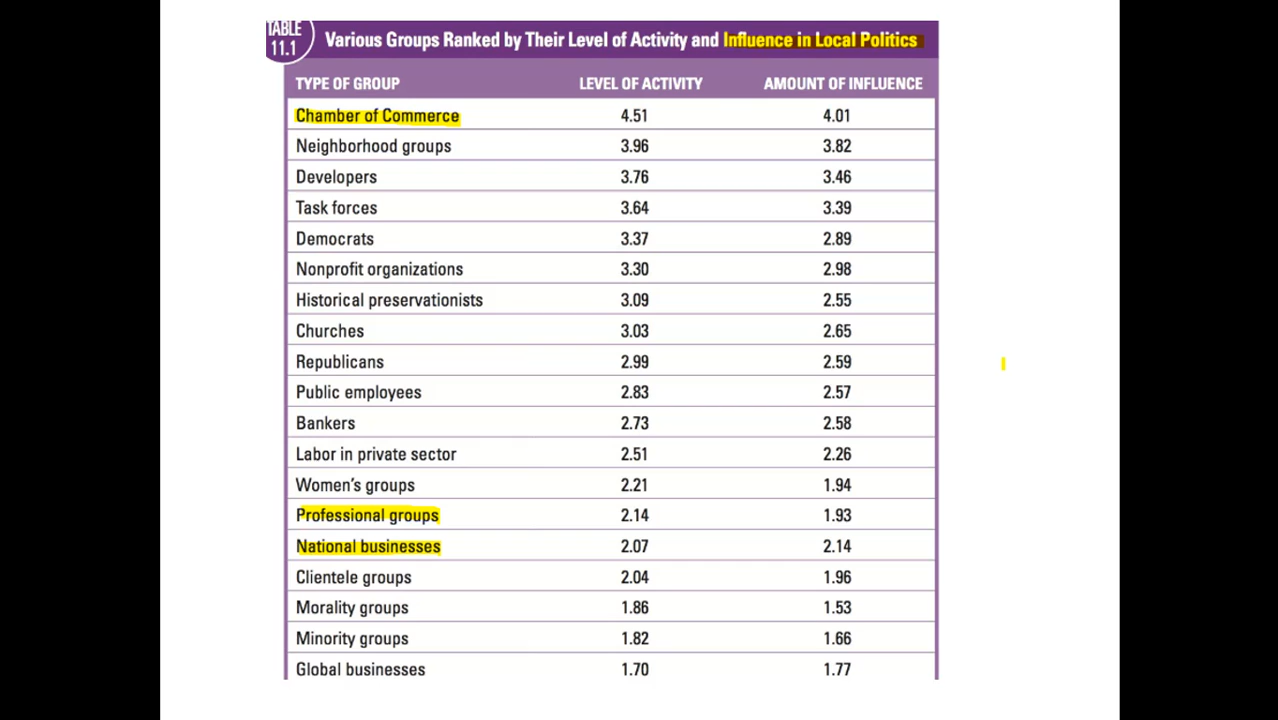 TABLE
11.1
Various Groups Ranked by Their Level of Activity and Influence in Local Politics
TYPE OF GROUP LEVEL OF ACTIVITY AMOUNT OF INFLUENCE
Chamber of Commerce 4.51 4.01
Neighborhood groups 3.96 3.82
Developers 3.76 3.46
Task forces 3.64 3.39
Democrats 3.37 2.89
Nonprofit organizations 3.30 2.98
Historical preservationists 3.09 2.55
Churches 3.03 2.65
Republicans 2.99 2.59
Public employees 2.83 2.57
Bankers 2.73 2.58
Labor in private sector 2.51 2.26
Women's groups 2.21 1.94
Professional groups 2.14 1.93
National businesses 2.07 2.14
Clientele groups 2.04 1.96
Morality groups 1.86 1.53
Minority groups 1.82 1.66
Global businesses 1.70 1.77